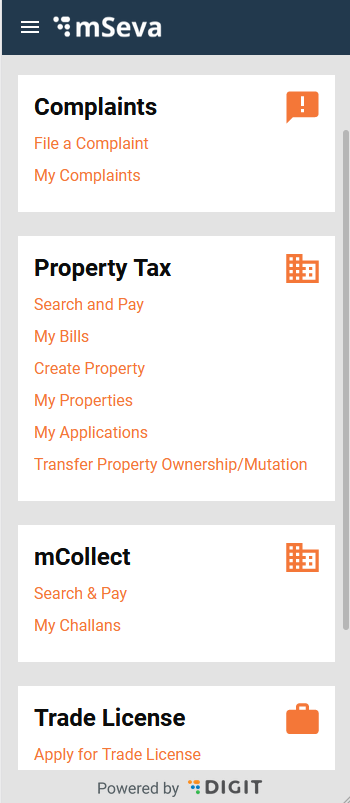 mSeva
Complaints
File a Complaint
My Complaints
Property Tax
Search and Pay
My Bills
Create Property
My Properties
My Applications
Transfer Property Ownership/Mutation
mCollect
Search & Pay
My Challans
Trade License
Apply for Trade License
Powered by DIGIT